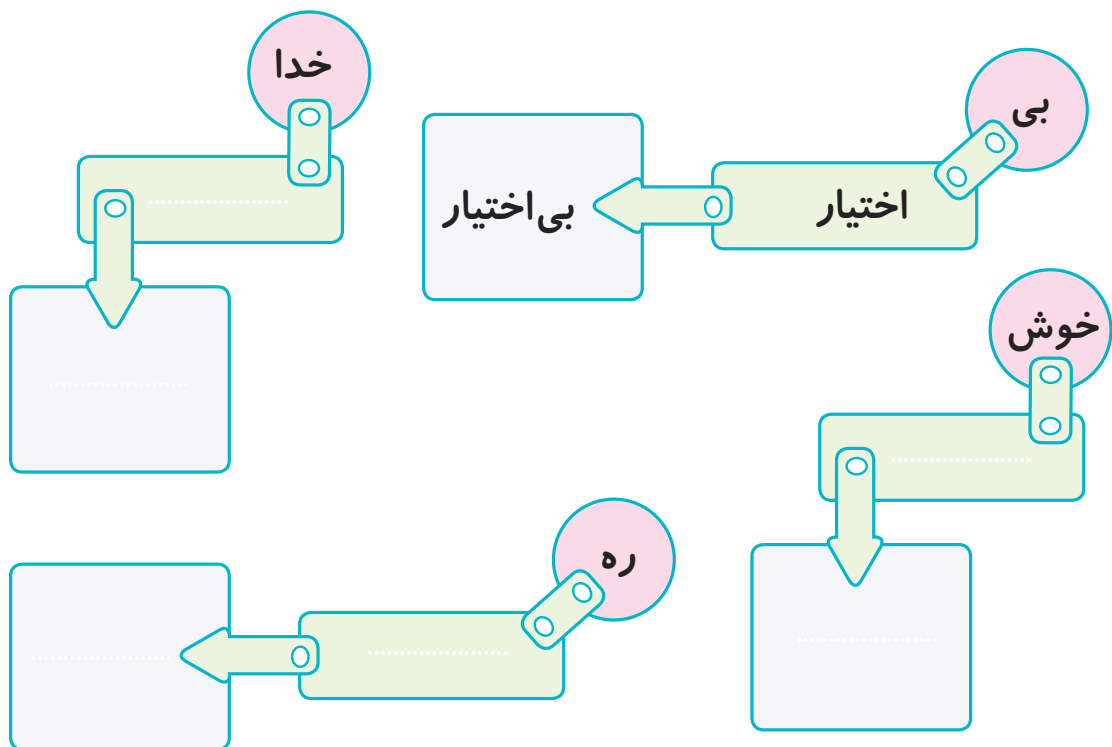 خدا
بی
اختیار
بی‌اختیار
خوش
ره